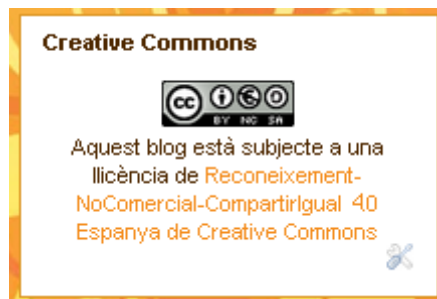 Creative Commons
cc
BY NC SA
Aquest blog està subjecte a una
llicència de Reconeixement-
NoComercial-CompartirIgual 4.0
Espanya de Creative Commons